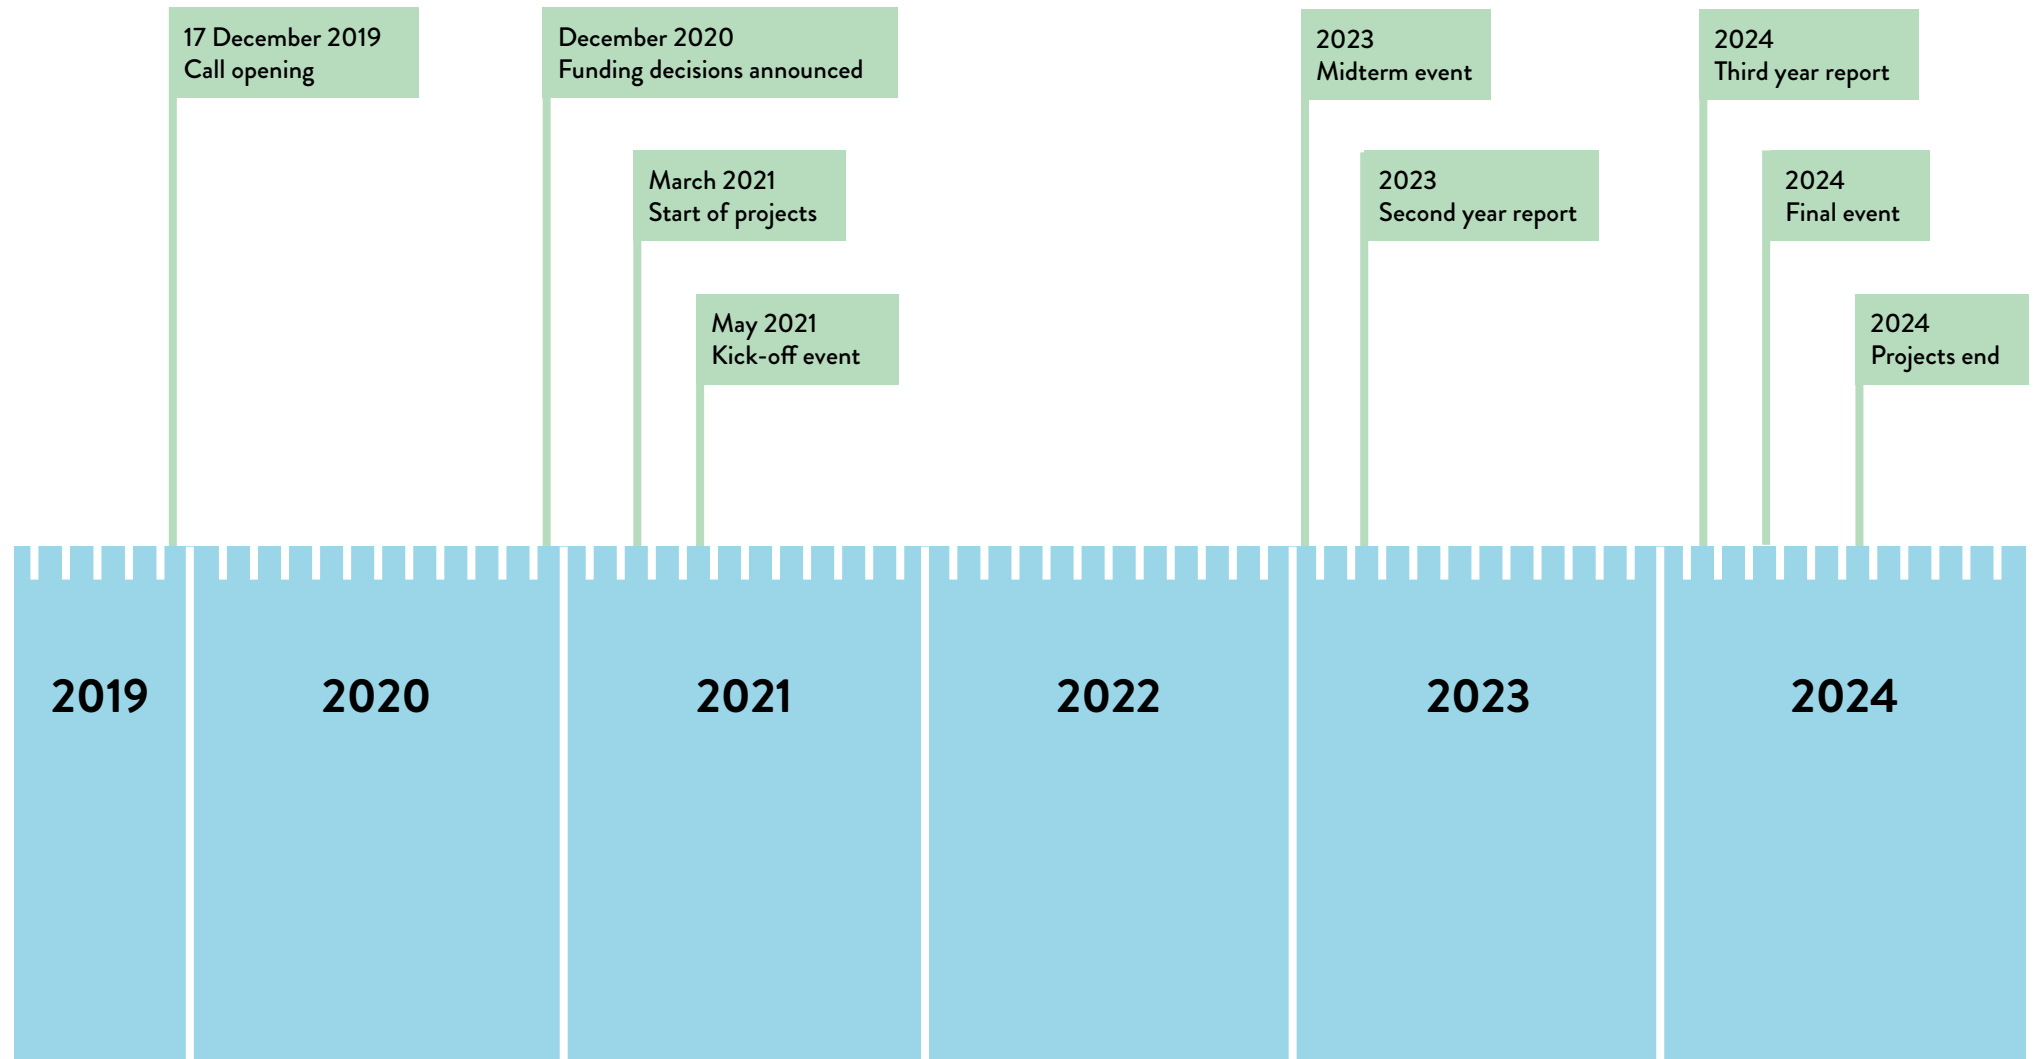 17 December 2019
Call opening
December 2020
Funding decisions announced
March 2021
Start of projects
May 2021
Kick-off event
2023
Midterm event
2023
Second year report
2024
Third year report
2024
Final event
2024
Projects end
2019
2020
2021
2022
2023
2024